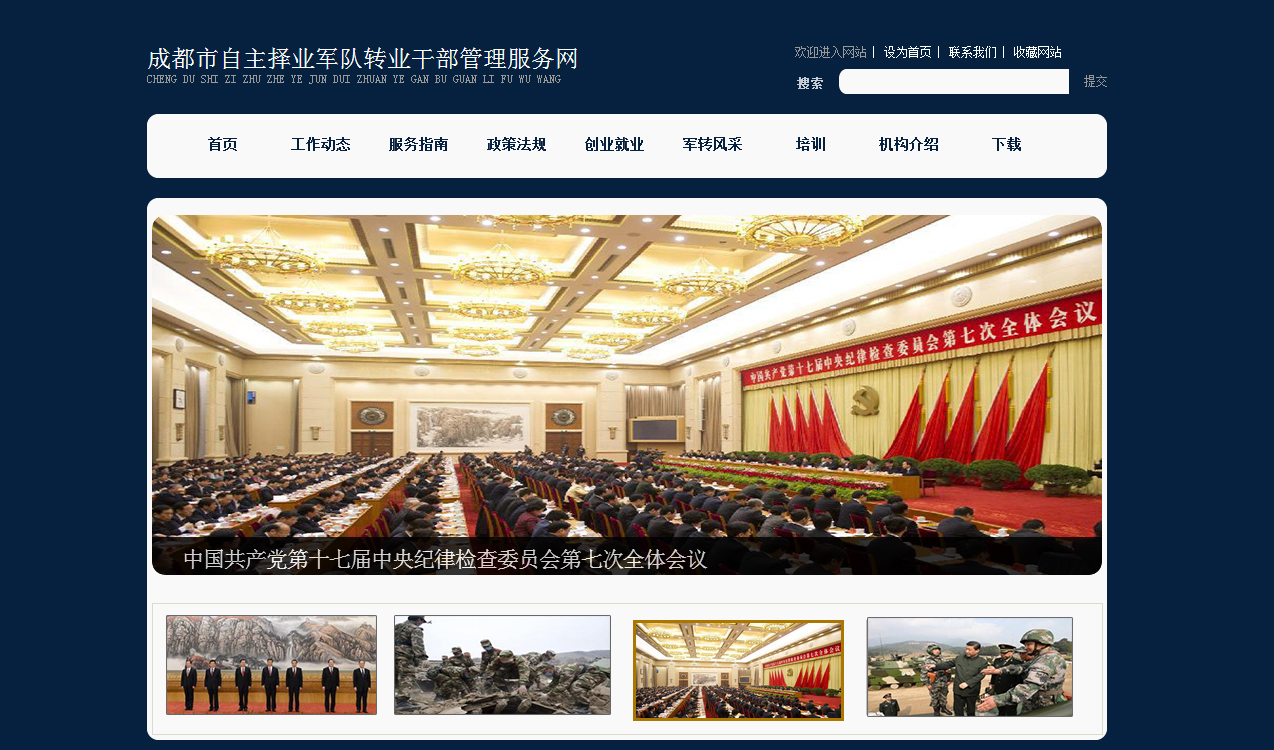 成都市自主择业军队转业干部管理服务网
CHENG DU SHI ZI ZHU ZHE YE JUN DUI ZHUAN YE GAN BU GUAN LI FU WU WANG
欢迎进入网站 | 设为首页 | 联系我们 | 收藏网站
搜索 提交
首页 工作动态 服务指南 政策法规 创业就业 军转风采 培训 机构介绍 下载
中国共产党第十七届中央纪律检查委员会第七次全体会议
中国共产党第十七届中央纪律检查委员会第七次全体会议